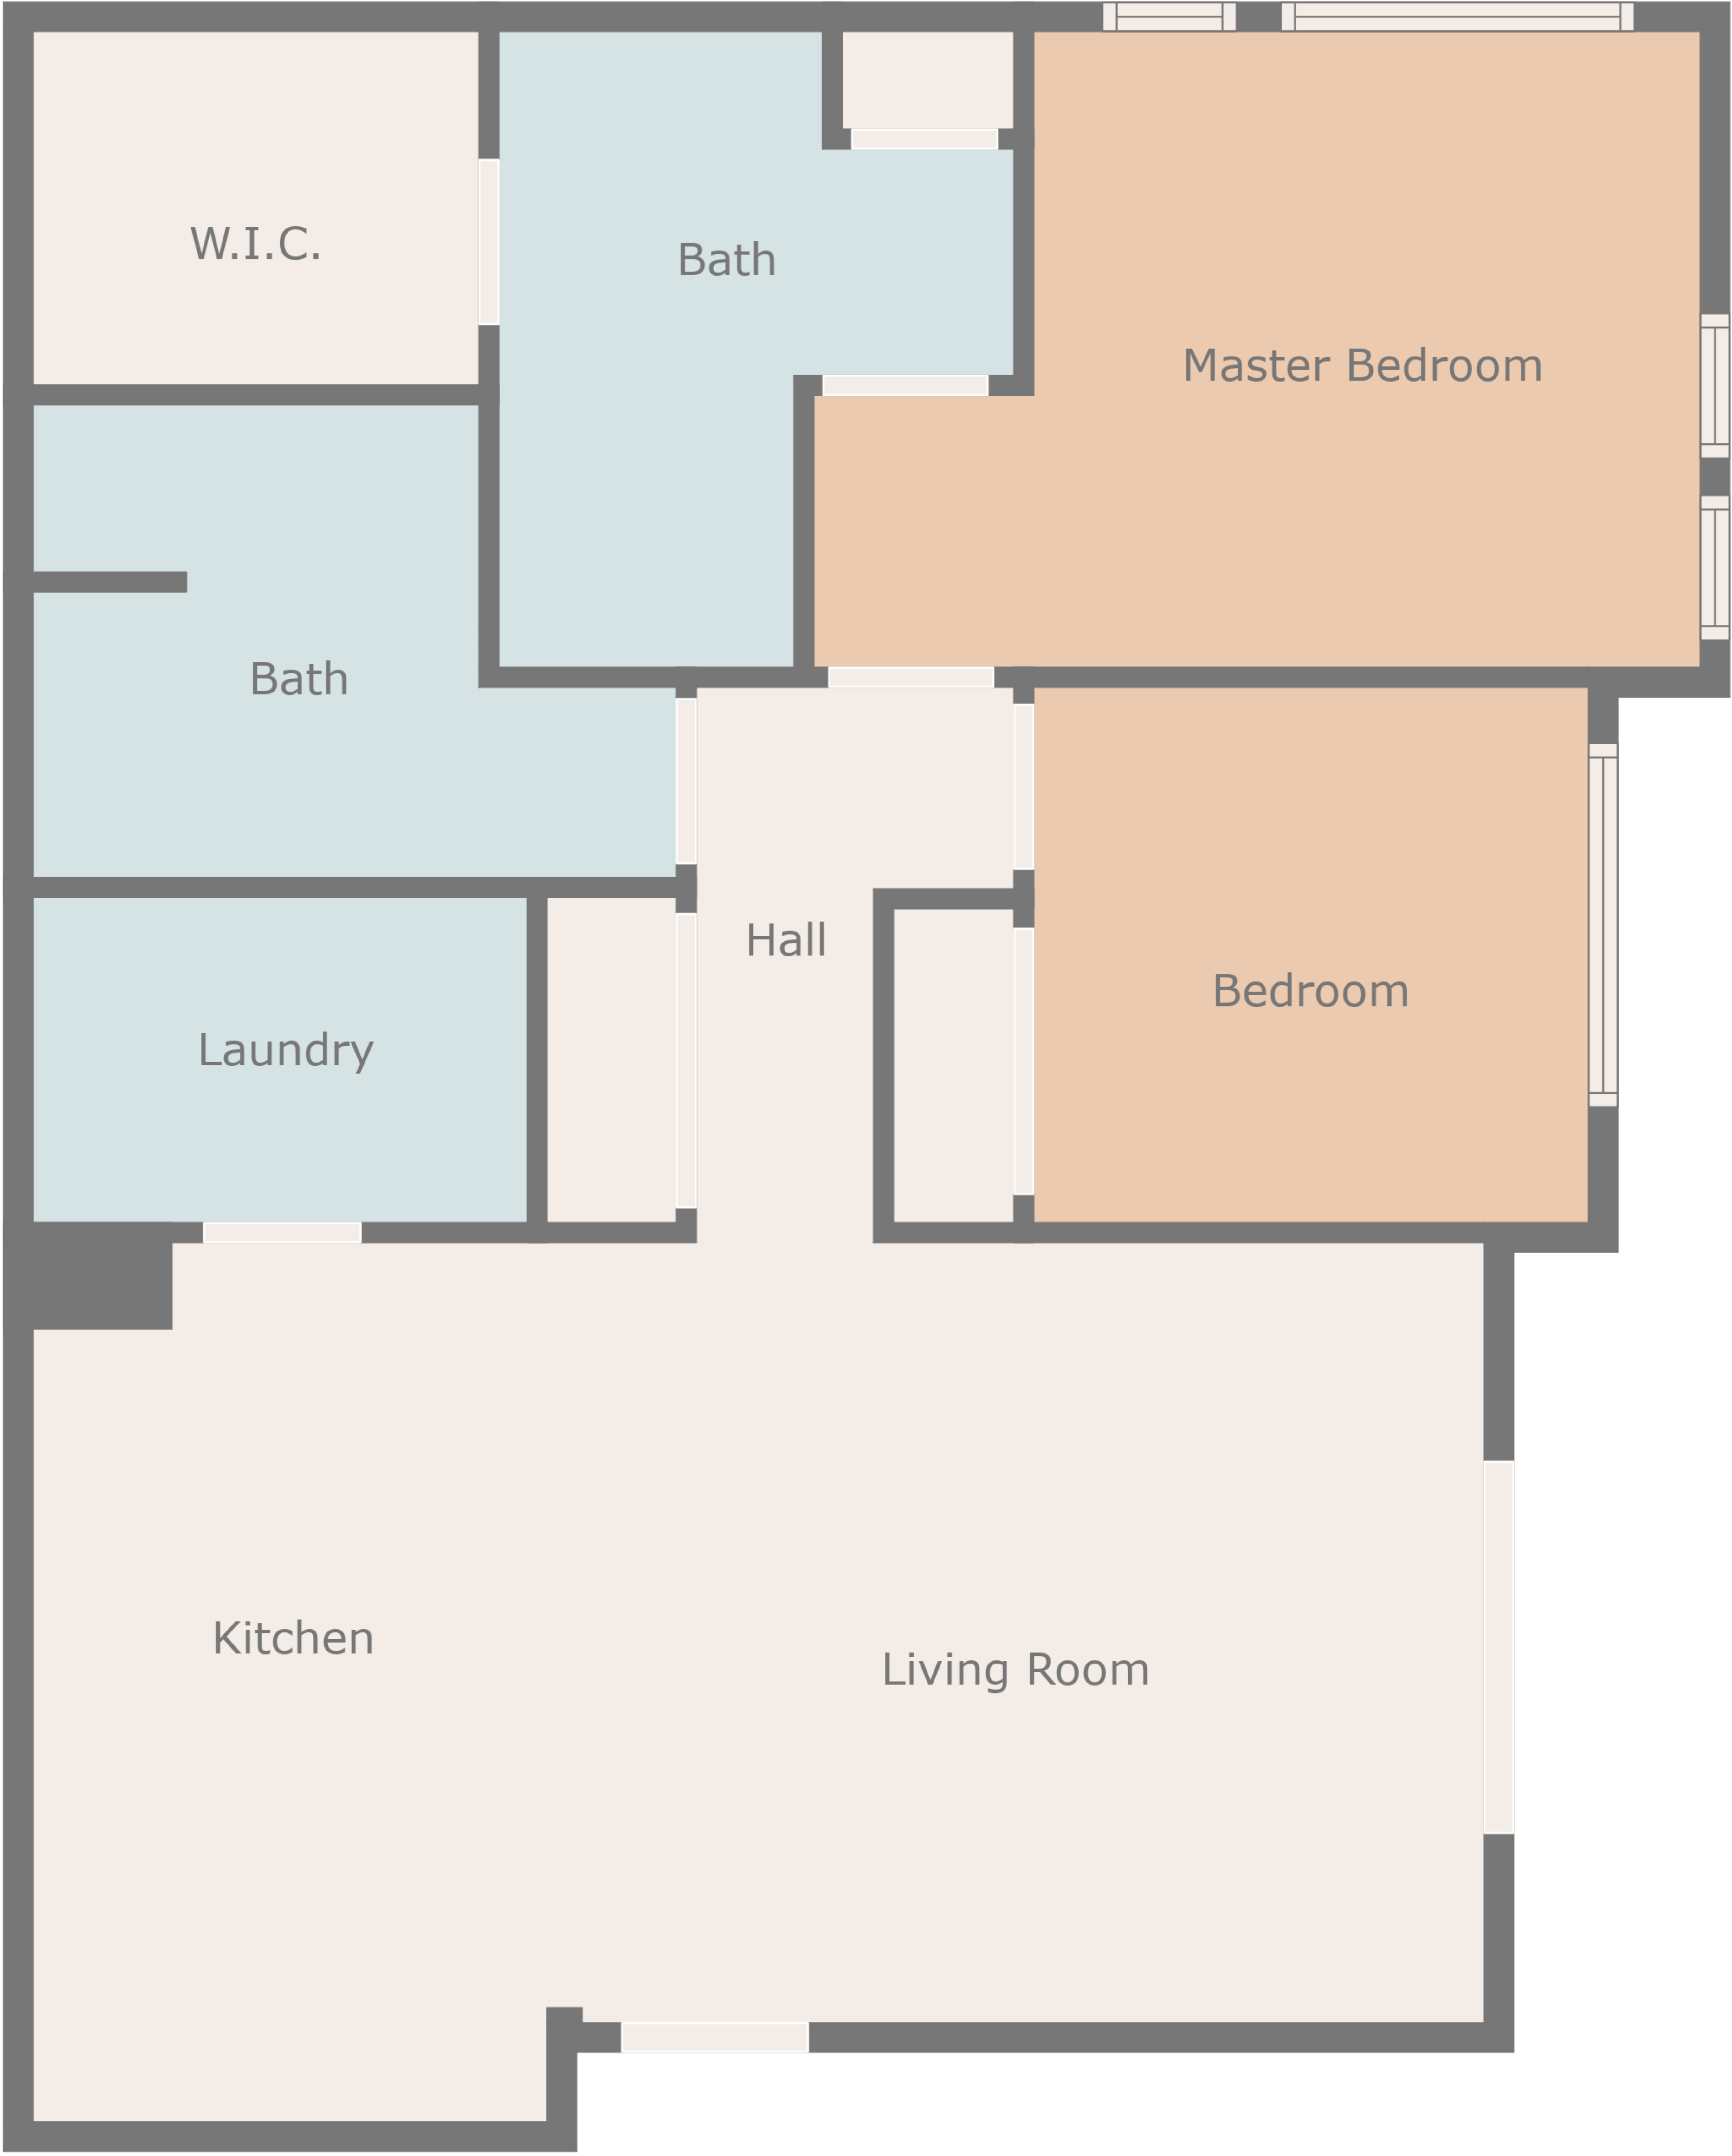 W.I.C.
Bath
Master Bedroom
Bath
Hall
Bedroom
Laundry
Kitchen
Living Room